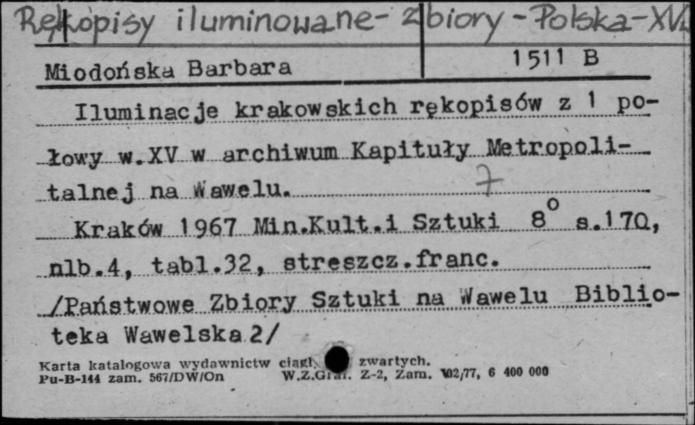 Rękopisy iluminowane - zbiory - Polska - XV
Miodońska Barbara
1511 B
Iluminacje krakowskich rękopisów z 1 po-
łowy w.XV w archiwum Kapituły Metropoli-
talnej na Wawelu.
Kraków 1967 Min.Kult.i Sztuki 8° s.170,
nlb.4, tabl.32, streszcz.franc.
/Państwowe Zbiory Sztuki na Wawelu Biblio-
teka Wawelska 2/
Karta katalogowa wydawnictw zwartych.
Pu-B-144 zam. 567/DW/On W.Z.Graf. Z-2, Zam. 102/77, 6 400 000